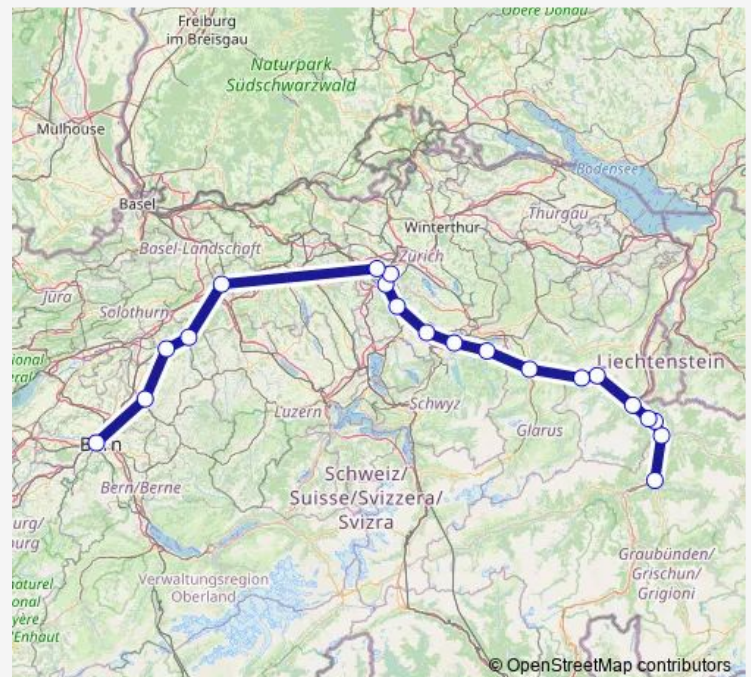 Obere Donau
Freiburg
im Breisgau
Naturpark
Südschwarzwald
Mulhouse
Bodensee
Basel
Thurgau
Winterthur
Basel-Landschaft
Zürich
Jura
Solothurn
Liechtenstein
Luzern
Schwyz
Glarus
Bern
Bern/Berne
Schweiz/
Suisse/Svizzera/
Svizra
Verwaltungsregion
Oberland
Graubünden/
Grischun/
Grigioni
© OpenStreetMap contributors